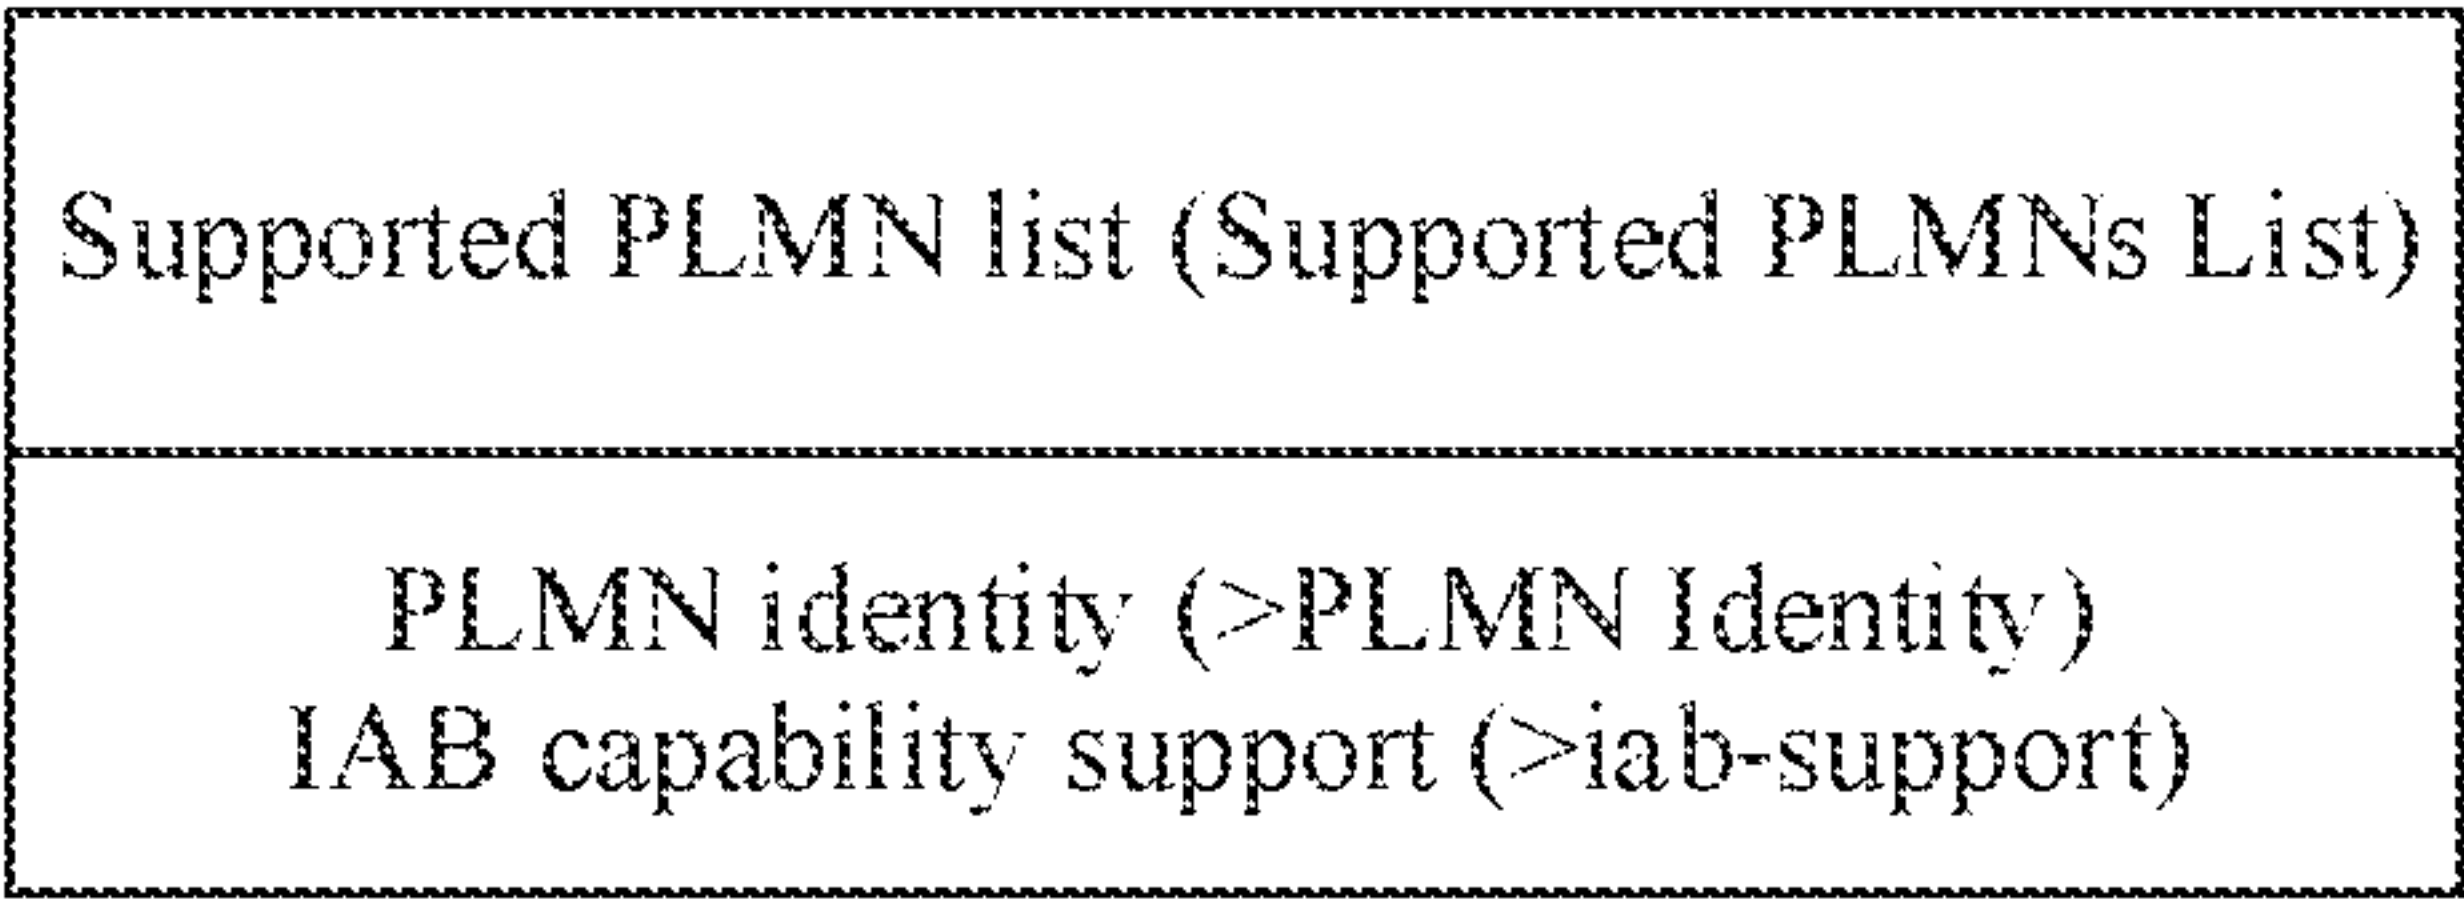 Supported PLMN list (Supported PLMNs List)
PLMN identity (>PLMN Identity)
IAB capability support (>iab-support)